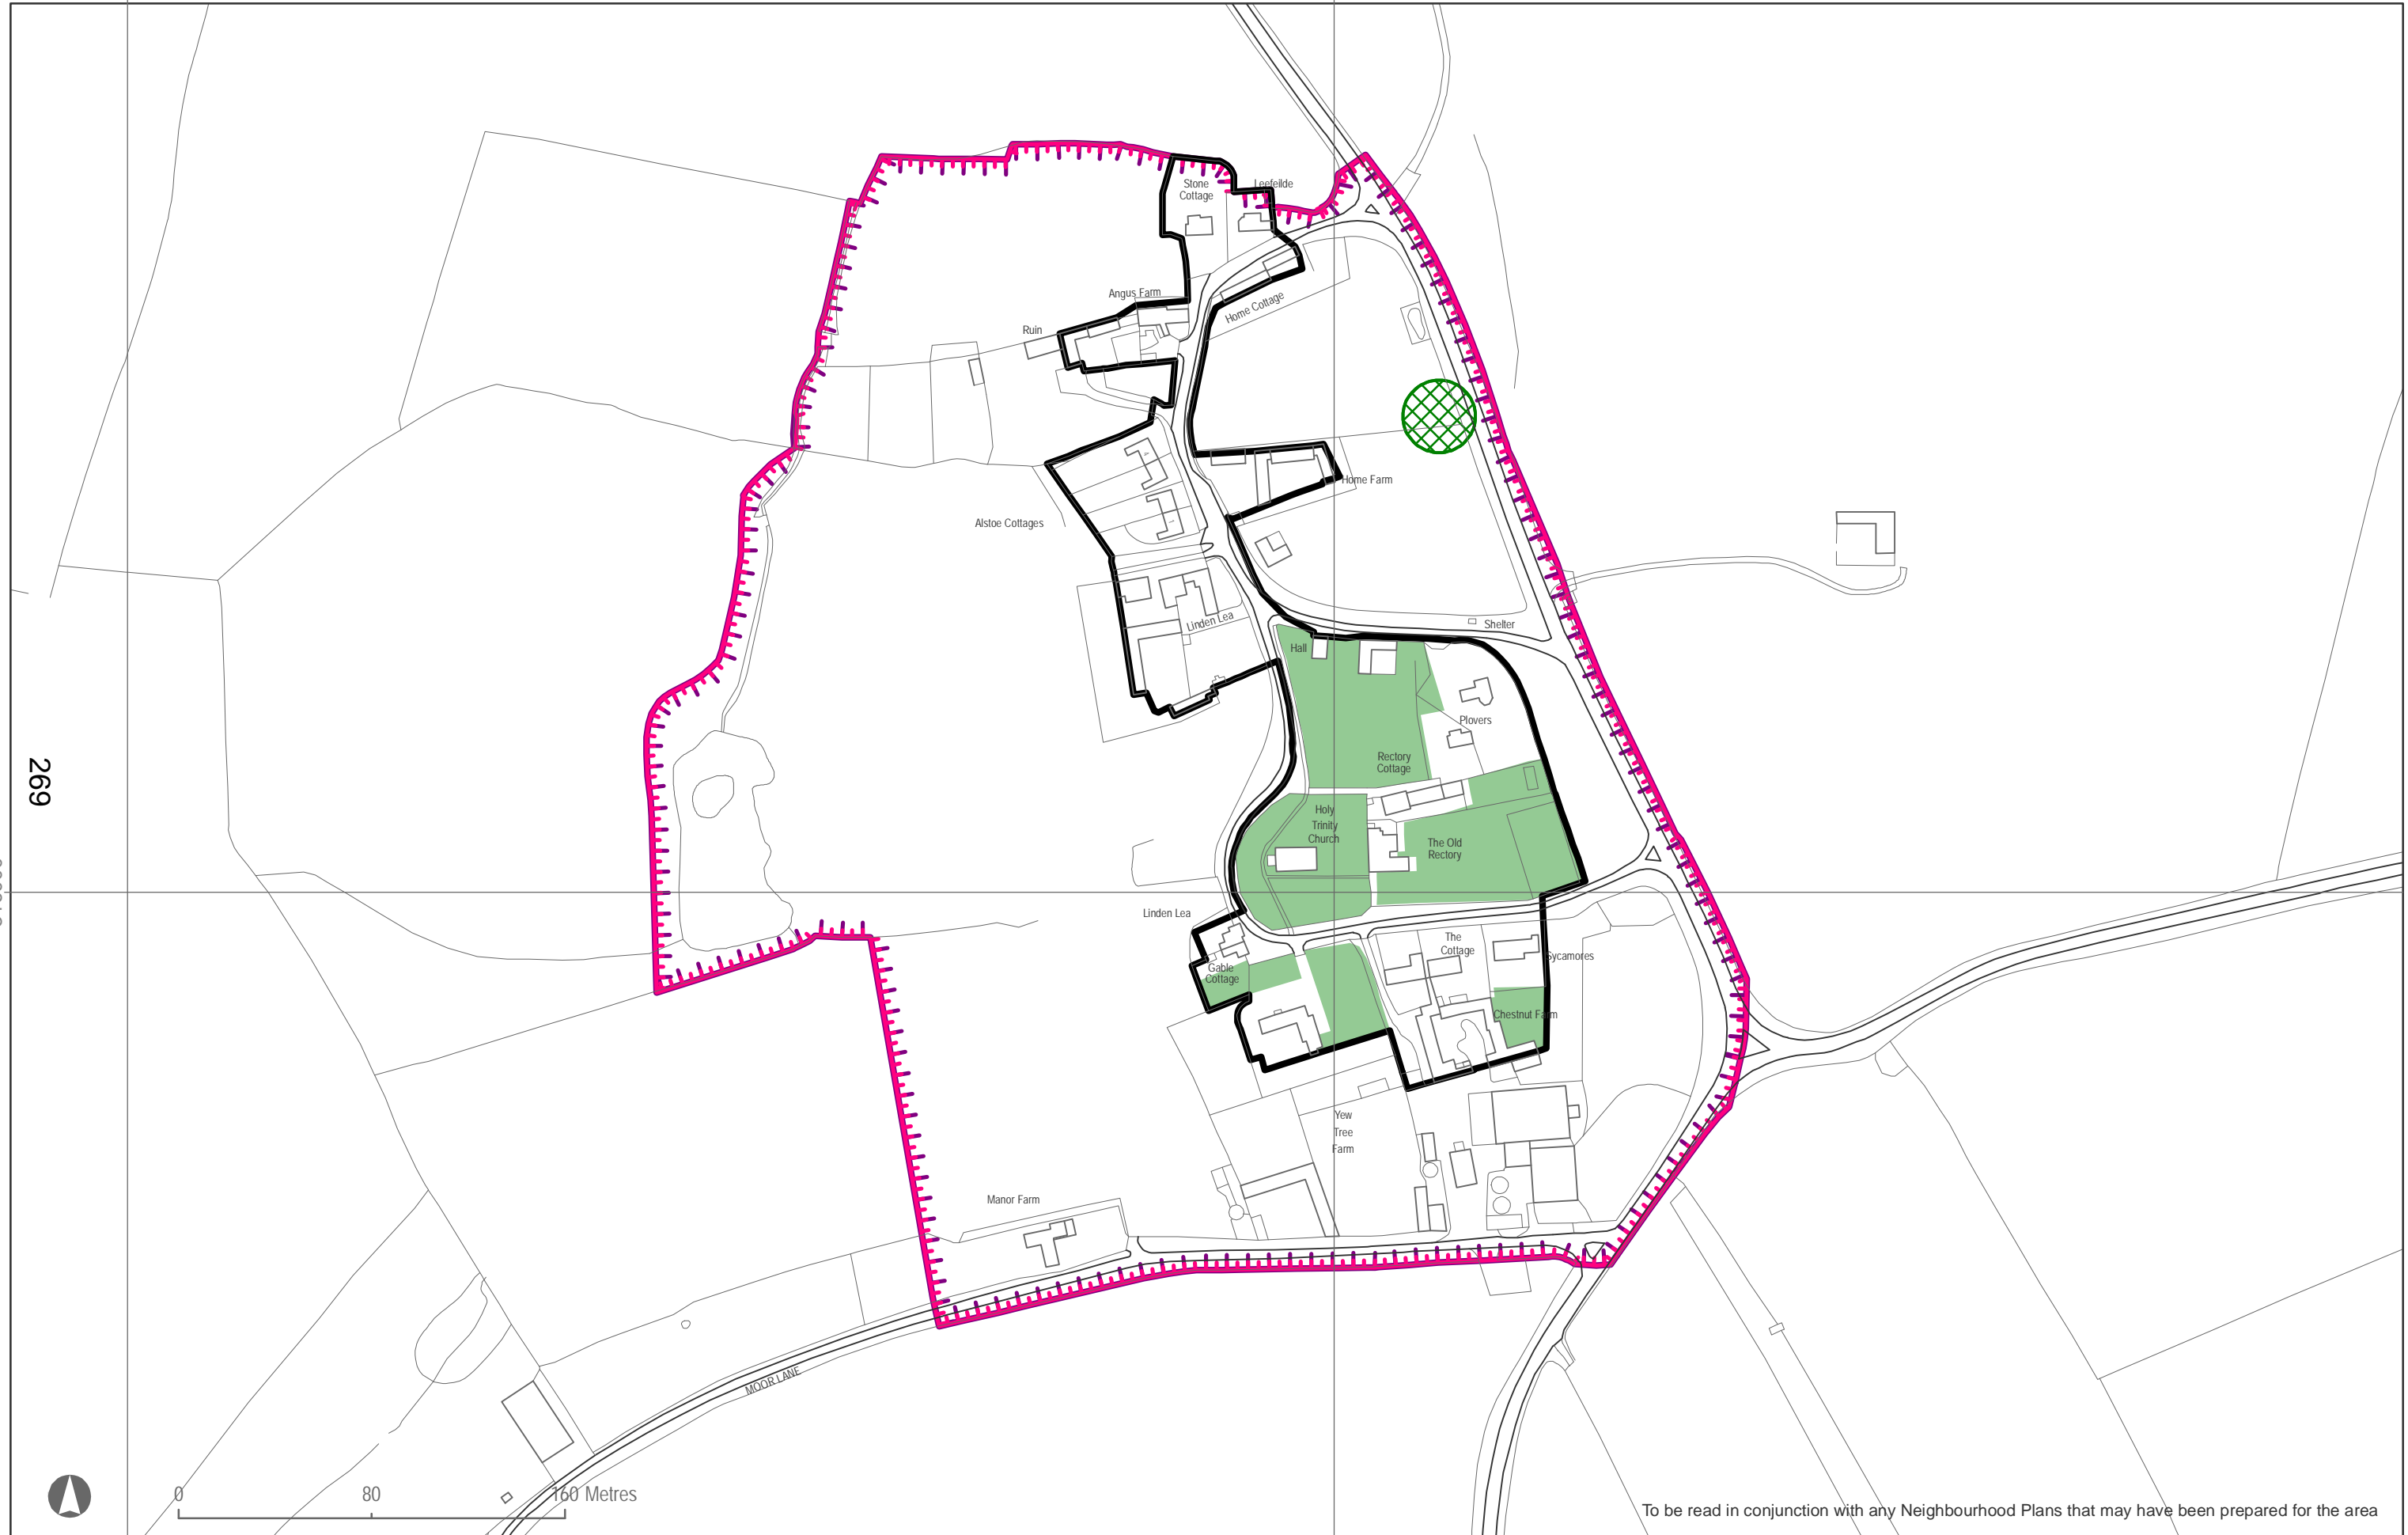 Stone
Cottage
Leefeilde
Angus Farm
Home Cottage
Ruin
Home Farm
Alstoe Cottages
Linden Lea
Shelter
Hall
Plovers
Rectory
Cottage
269
Holy
Trinity
Church
The Old
Rectory
Linden Lea
The
Cottage
Sycamores
Gable
Cottage
Chestnut Farm
Yew
Tree
Farm
Manor Farm
MOOR LANE
0 80 160 Metres
To be read in conjunction with any Neighbourhood Plans that may have been prepared for the area